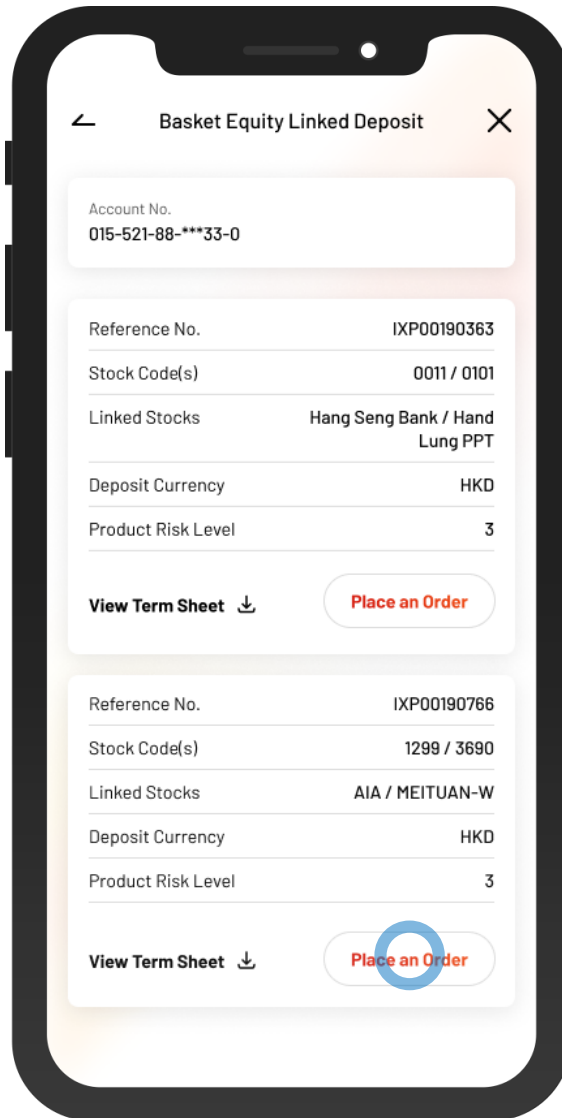 Basket Equity Linked Deposit
Account No.
015-521-88-***33-0
Reference No. IXP00190363
Stock Code(s) 0011 / 0101
Linked Stocks Hang Seng Bank / Hand
Lung PPT
Deposit Currency HKD
Product Risk Level 3
View Term Sheet Place an Order
Reference No. IXP00190766
Stock Code(s) 1299 / 3690
Linked Stocks AIA / MEITUAN-W
Deposit Currency HKD
Product Risk Level 3
View Term Sheet Place an Order